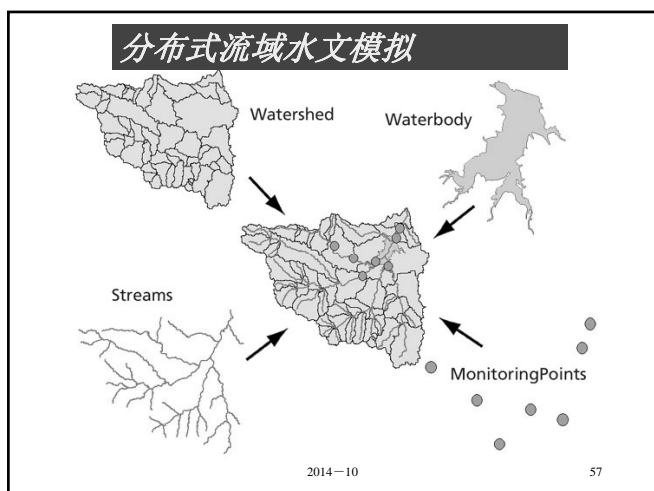 分布式流域水文模拟
Watershed
Waterbody
Streams
MonitoringPoints
2014－10
57